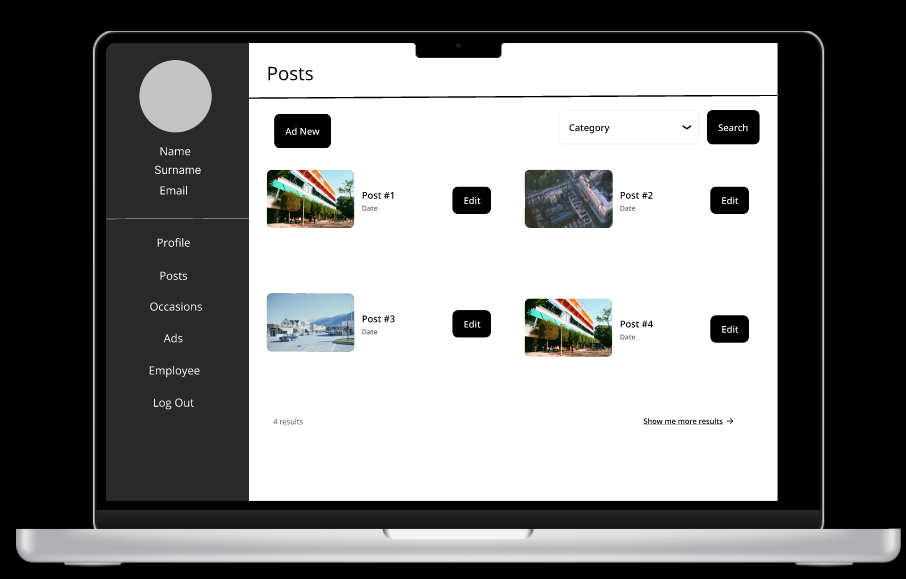 Name
Surname
Email
Profile
Posts
Occasions
Ads
Employee
Log Out
Posts
Ad New
Category
Search
Post #1
Date
Edit
Post #2
Date
Edit
Post #3
Date
Edit
Post #4
Date
Edit
4 results
Show me more results →